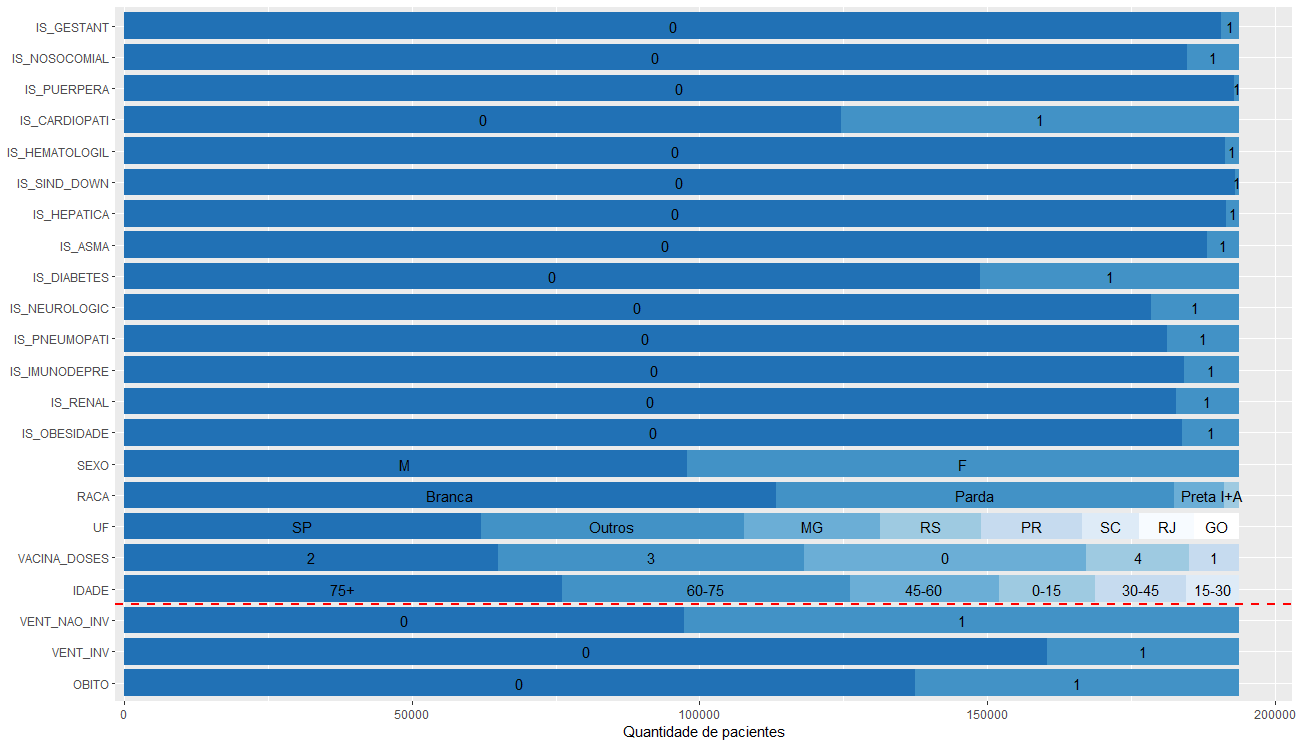 IS_GESTANT 0 1
IS_NOSOCOMIAL 0 1
IS_PUERPERA 0 1
IS_CARDIOPATI 0 1
IS_HEMATOLOGIL 0 1
IS_SIND_DOWN 0 1
IS_HEPATICA 0 1
IS_ASMA 0 1
IS_DIABETES 0 1
IS_NEUROLOGIC 0 1
IS_PNEUMOPATI 0 1
IS_IMUNODEPRE 0 1
IS_RENAL 0 1
IS_OBESIDADE 0 1
SEXO M F
RACA Branca Parda Preta I+A
UF SP Outros MG RS PR SC RJ GO
VACINA_DOSES 2 3 0 4 1
IDADE 75+ 60-75 45-60 0-15 30-45 15-30
VENT_NAO_INV 0 1
VENT_INV 0 1
OBITO 0 1
0 50000 100000 150000 200000
Quantidade de pacientes